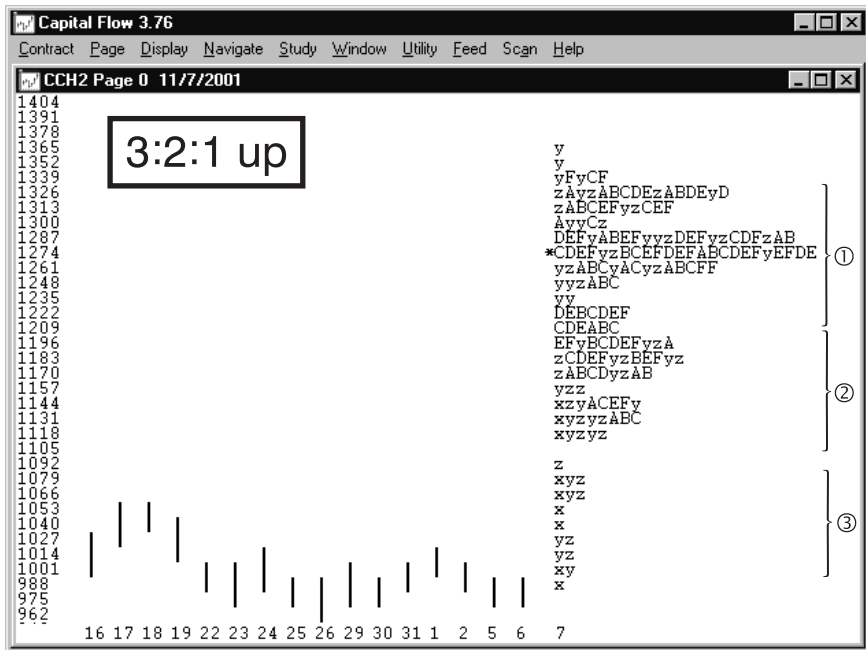 Capital Flow 3.76
Contract Page Display Navigate Study Window Utility Feed Scan Help
CCH2 Page 0 11/7/2001
3:2:1 up
1404
1391
1378
1365 y
1352 y
1339 yFyCF
1326 zAyzABCDEzABDEyD
1313 zABCEFyzCEF
1300 AyyCz
1287 DEFyABEFyyzDEFyzCDFzAB
1274 *CDEFyzBCEFDEFABCDEFyEFDE ①
1261 yzABCyACyzABCFF
1248 yyzABC
1235 yy
1222 DEBCDEF
1209 CDEABC
1196 EFyBCDEFyzA
1183 zCDEFyzBEFyz
1170 zABCDyzAB
1157 yzz ②
1144 xzyACEFy
1131 xyzyzABC
1118 xyzyz
1105
1092 z
1079 xyz
1066 xyz
1053 x
1040 x ③
1027 yz
1014 yz
1001 xy
988 x
975
962
16 17 18 19 22 23 24 25 26 29 30 31 1 2 5 6 7